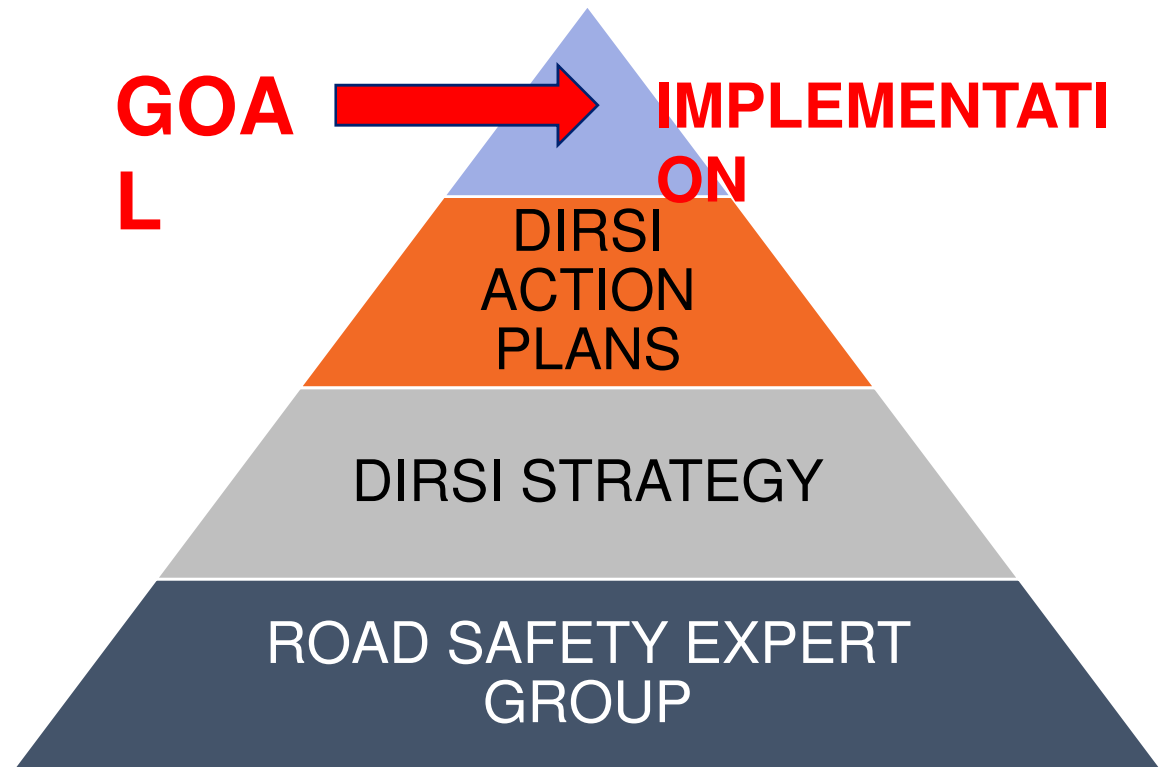 GOA
L
IMPLEMENTATI
ON
DIRSI
ACTION
PLANS
DIRSI STRATEGY
ROAD SAFETY EXPERT
GROUP